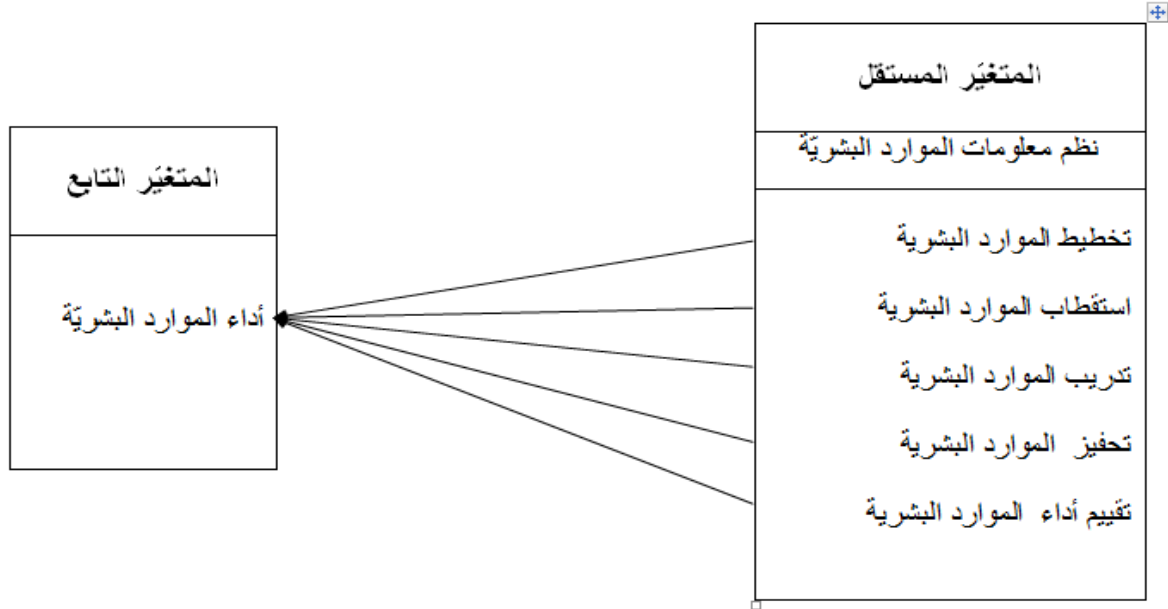 المتغيّر المستقل
نظم معلومات الموارد البشريّة
تخطيط الموارد البشرية
استقطاب الموارد البشرية
تدريب الموارد البشرية
تحفيز الموارد البشرية
تقييم أداء الموارد البشرية
المتغيّر التابع
أداء الموارد البشريّة